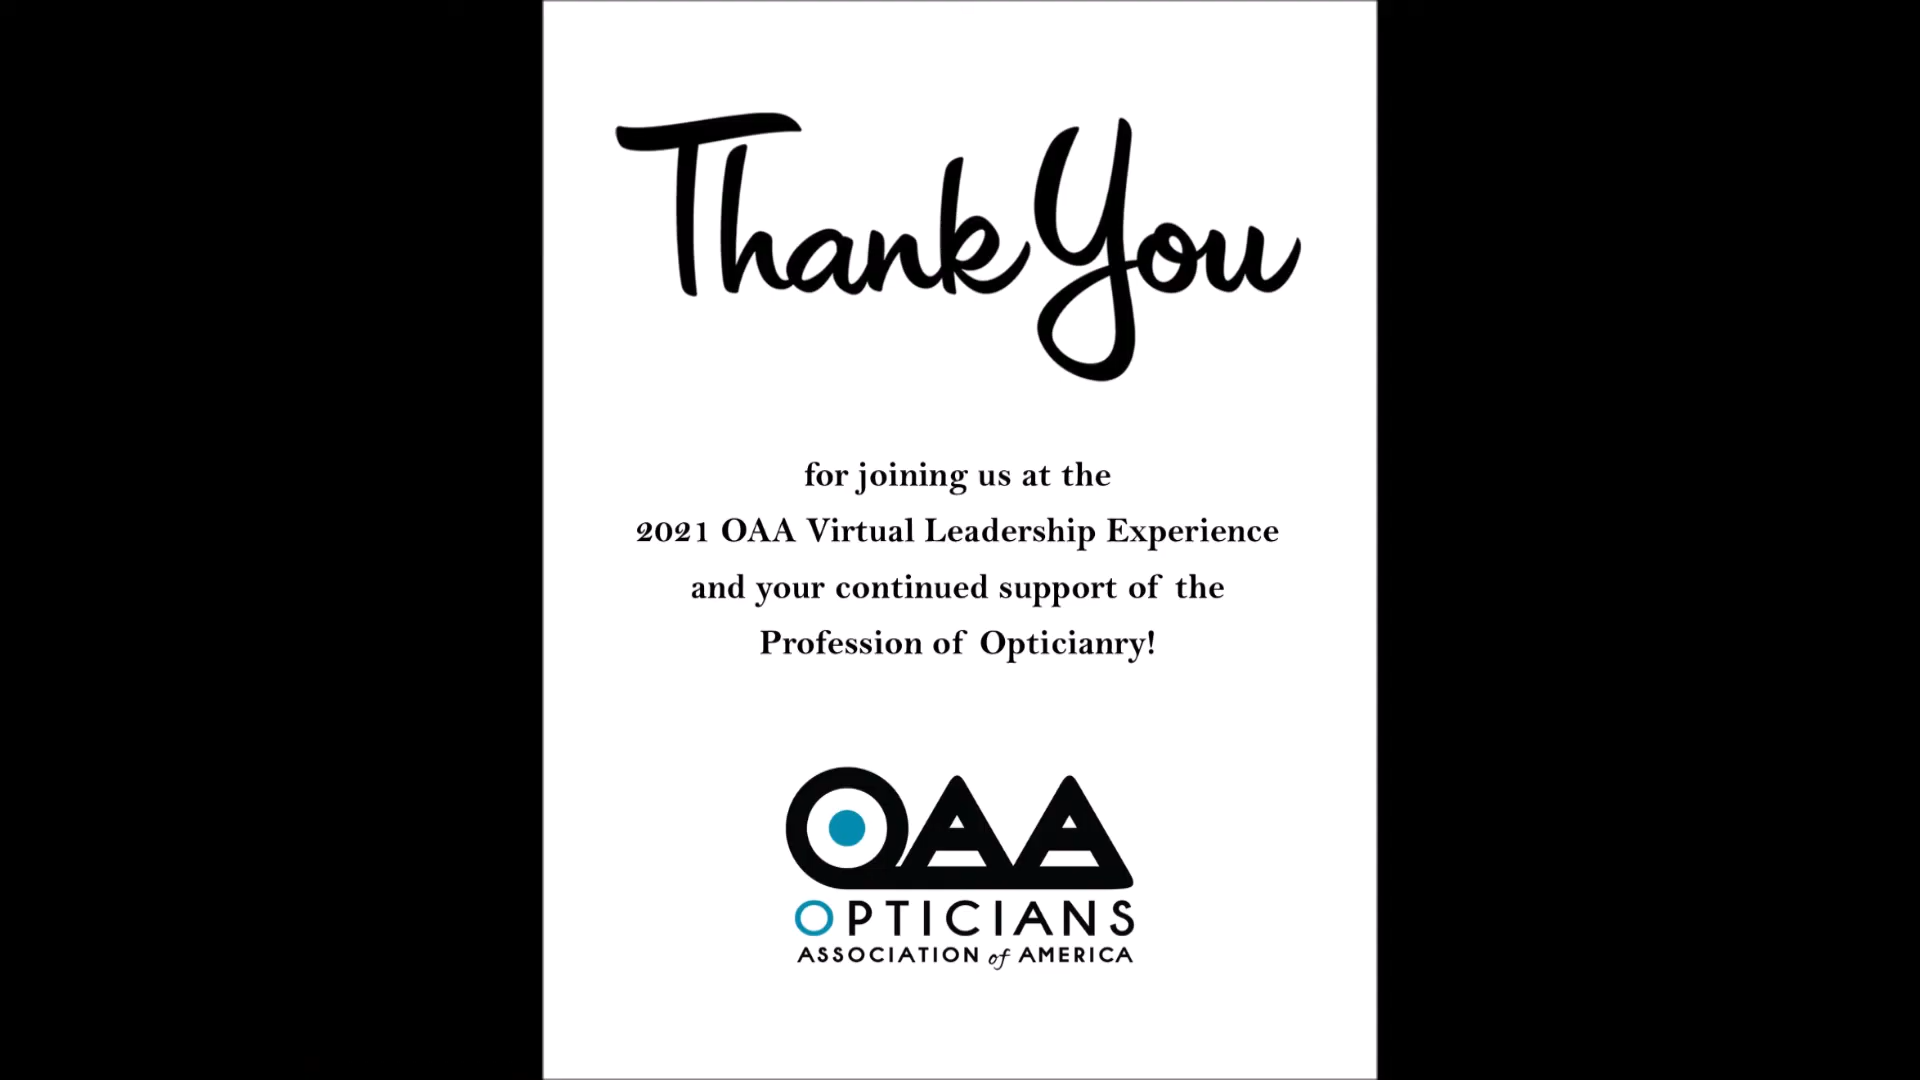 Thank You
for joining us at the
2021 OAA Virtual Leadership Experience
and your continued support of the
Profession of Opticianry!
OAA
OPTICIANS
ASSOCIATION of AMERICA